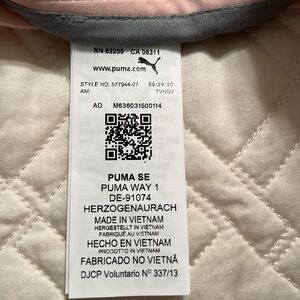 RN 62200 CA 06311
www.puma.com
STYLE NO. 577944-27 09/29/20
AM TVNSV
AD M636031500114
PUMA SE
PUMA WAY 1
DE-91074
HERZOGENAURACH
MADE IN VIETNAM
HERGESTELLT IN VIETNAM
FABRIQUÉ AU VIETNAM
HECHO EN VIETNAM
PRODOTTO IN VIETNAM
FABRICADO NO VIETNÃ
DJCP Voluntario Nº 337/13